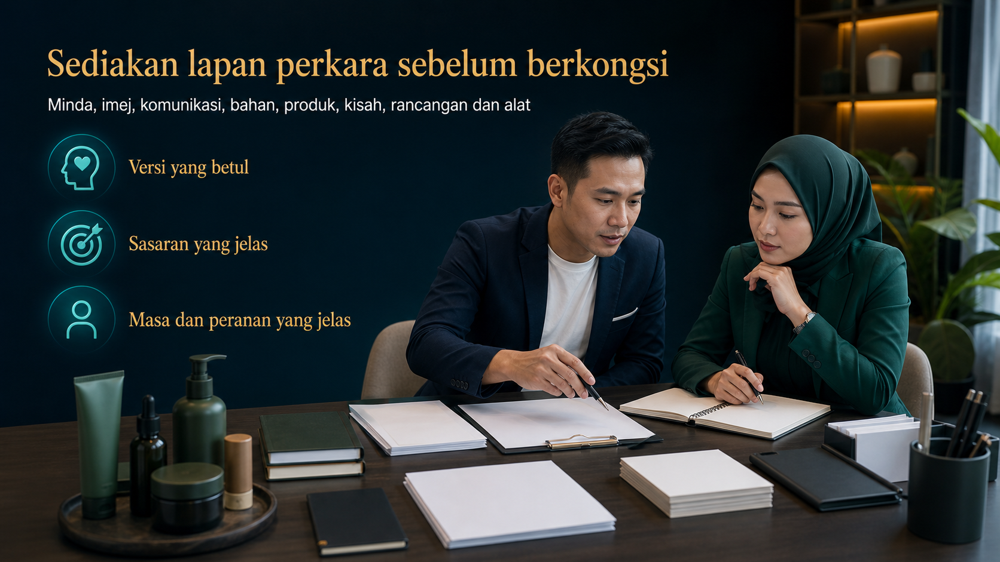 Sediakan lapan perkara sebelum berkongsi
Minda, imej, komunikasi, bahan, produk, kisah, rancangan dan alat
Versi yang betul
Sasaran yang jelas
Masa dan peranan yang jelas